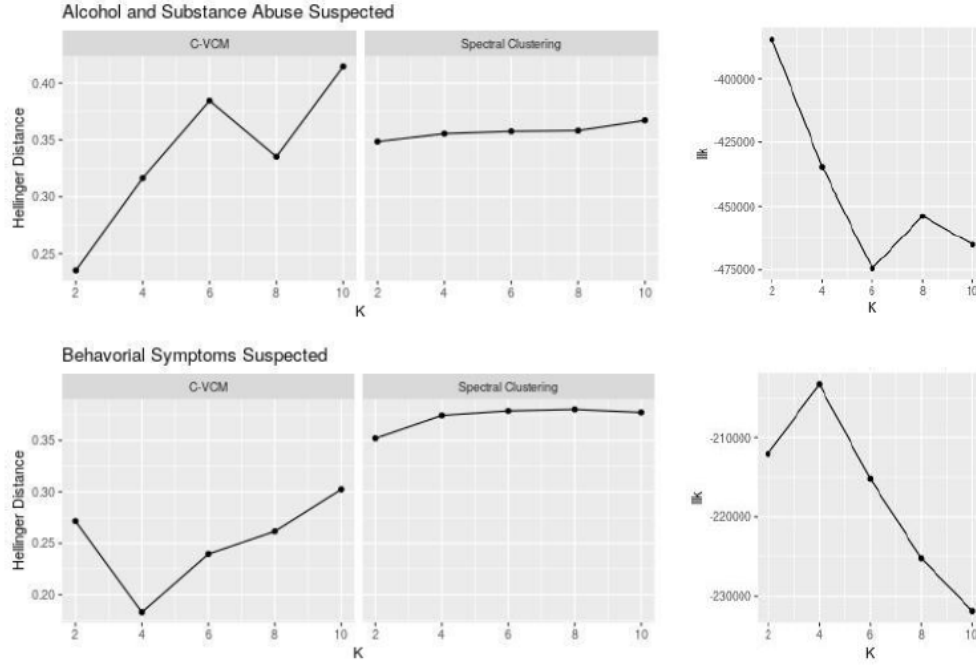 Alcohol and Substance Abuse Suspected
C-VCM
Spectral Clustering
Hellinger Distance
0.40
0.35
0.30
0.25
2 4 6 8 10
2 4 6 8 10
K
llk
-400000
-425000
-450000
-475000
2 4 6 8 10
K
Behavorial Symptoms Suspected
C-VCM
Spectral Clustering
Hellinger Distance
0.35
0.30
0.25
0.20
2 4 6 8 10
2 4 6 8 10
K
llk
-210000
-220000
-230000
2 4 6 8 10
K